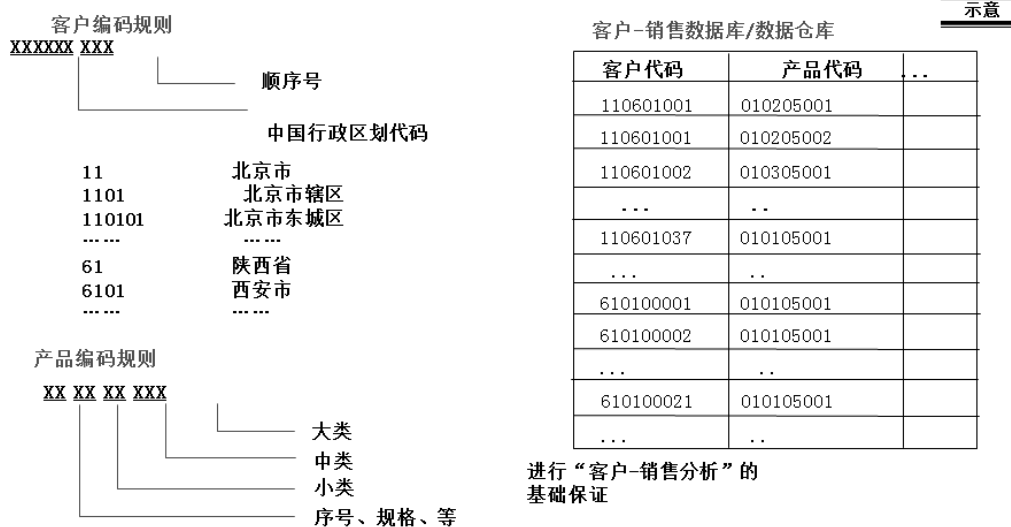 示意
客户编码规则
XXXXXX XXX
顺序号
中国行政区划代码
11 北京市
1101 北京市辖区
110101 北京市东城区
…… ……
61 陕西省
6101 西安市
…… ……
产品编码规则
XX XX XX XXX
大类
中类
小类
序号、规格、等
客户-销售数据库/数据仓库
客户代码 产品代码 ...
110601001 010205001
110601001 010205002
110601002 010305001
... ..
110601037 010105001
... ..
610100001 010105001
610100002 010105001
... ..
610100021 010105001
... ..
进行“客户-销售分析”的
基础保证